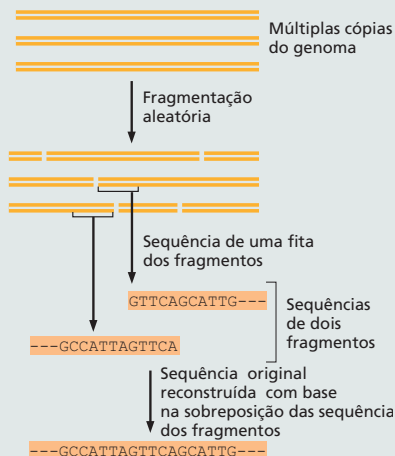 Múltiplas cópias
do genoma
Fragmentação
aleatória
Sequência de uma fita
dos fragmentos
GTTCAGCATTG---
Sequências
de dois
fragmentos
---GCCATTAGTTCA
Sequência original
reconstruída com base
na sobreposição das sequência
dos fragmentos
---GCCATTAGTTCAGCATTG---